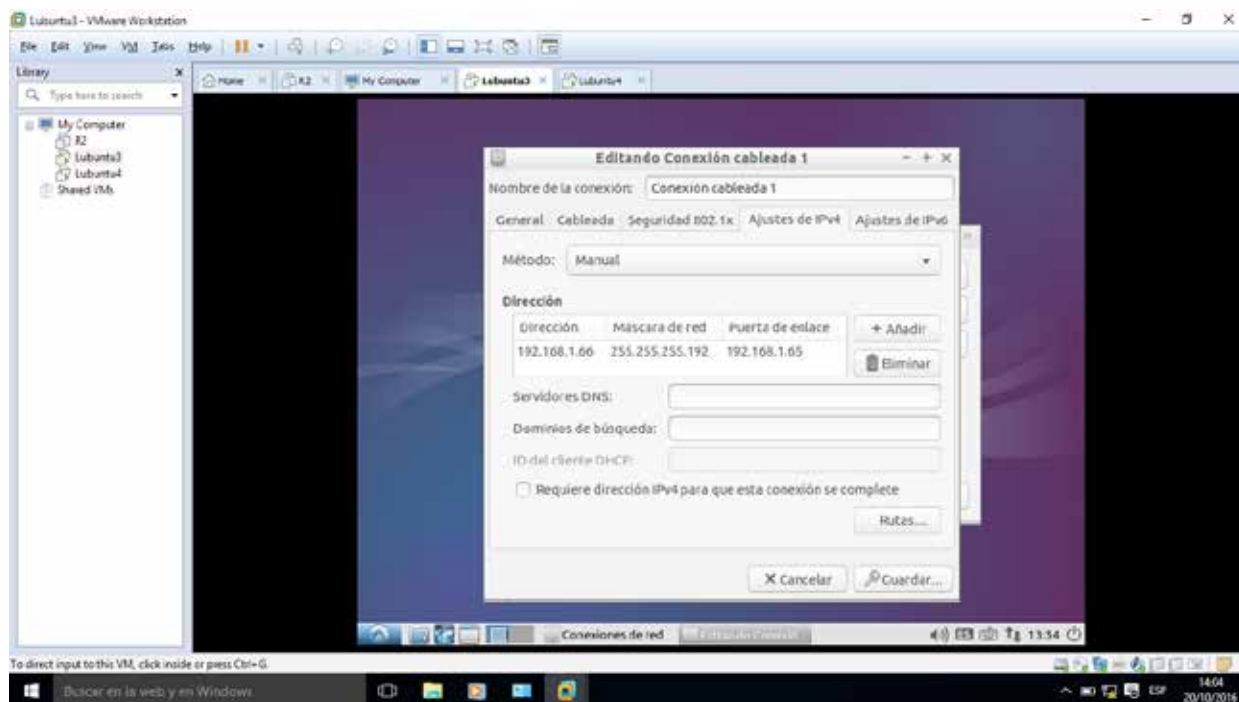 Lubuntu3 - VMware Workstation
File Edit View VM Tabs Help
Library
Type here to search
Home R2 My Computer Lubuntu3 Lubuntu4
My Computer
R2
Lubuntu3
Lubuntu4
Shared VMs
Editando Conexión cableada 1
Nombre de la conexión: Conexión cableada 1
General Cableada Seguridad 802.1x Ajustes de IPv4 Ajustes de IPv6
Método: Manual
Dirección
Dirección Máscara de red Puerta de enlace
192.168.1.66 255.255.255.192 192.168.1.65
+ Añadir
Eliminar
Servidores DNS:
Dominios de búsqueda:
ID del cliente DHCP:
Requiere dirección IPv4 para que esta conexión se complete
Rutas...
Cancelar Guardar...
Conexiones de red
13:34
To direct input to this VM, click inside or press Ctrl+G.
Buscar en la web y en Windows
ESP
14:04
20/10/2016